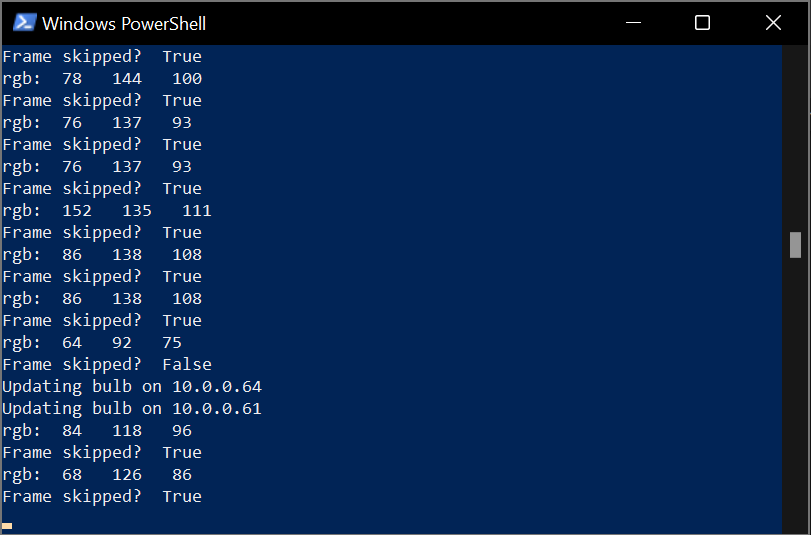 Windows PowerShell
Frame skipped?  True
rgb:  78   144   100
Frame skipped?  True
rgb:  76   137   93
Frame skipped?  True
rgb:  76   137   93
Frame skipped?  True
rgb:  152   135   111
Frame skipped?  True
rgb:  86   138   108
Frame skipped?  True
rgb:  86   138   108
Frame skipped?  True
rgb:  64   92   75
Frame skipped?  False
Updating bulb on 10.0.0.64
Updating bulb on 10.0.0.61
rgb:  84   118   96
Frame skipped?  True
rgb:  68   126   86
Frame skipped?  True